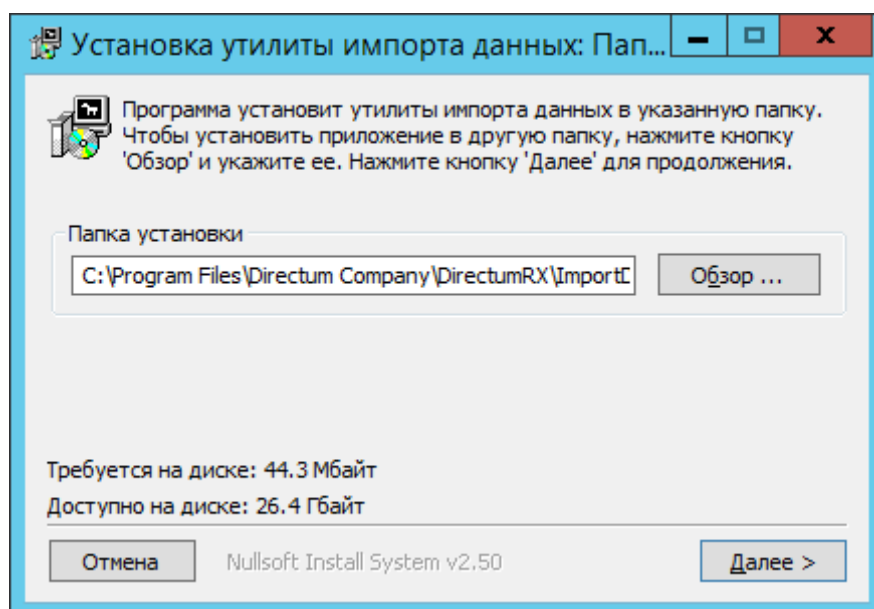 Установка утилиты импорта данных: Пап...
Программа установит утилиты импорта данных в указанную папку.
Чтобы установить приложение в другую папку, нажмите кнопку
'Обзор' и укажите ее. Нажмите кнопку 'Далее' для продолжения.
Папка установки
C:\Program Files\Directum Company\DirectumRX\ImportD
Обзор ...
Требуется на диске: 44.3 Мбайт
Доступно на диске: 26.4 Гбайт
Отмена
Nullsoft Install System v2.50
Далее >